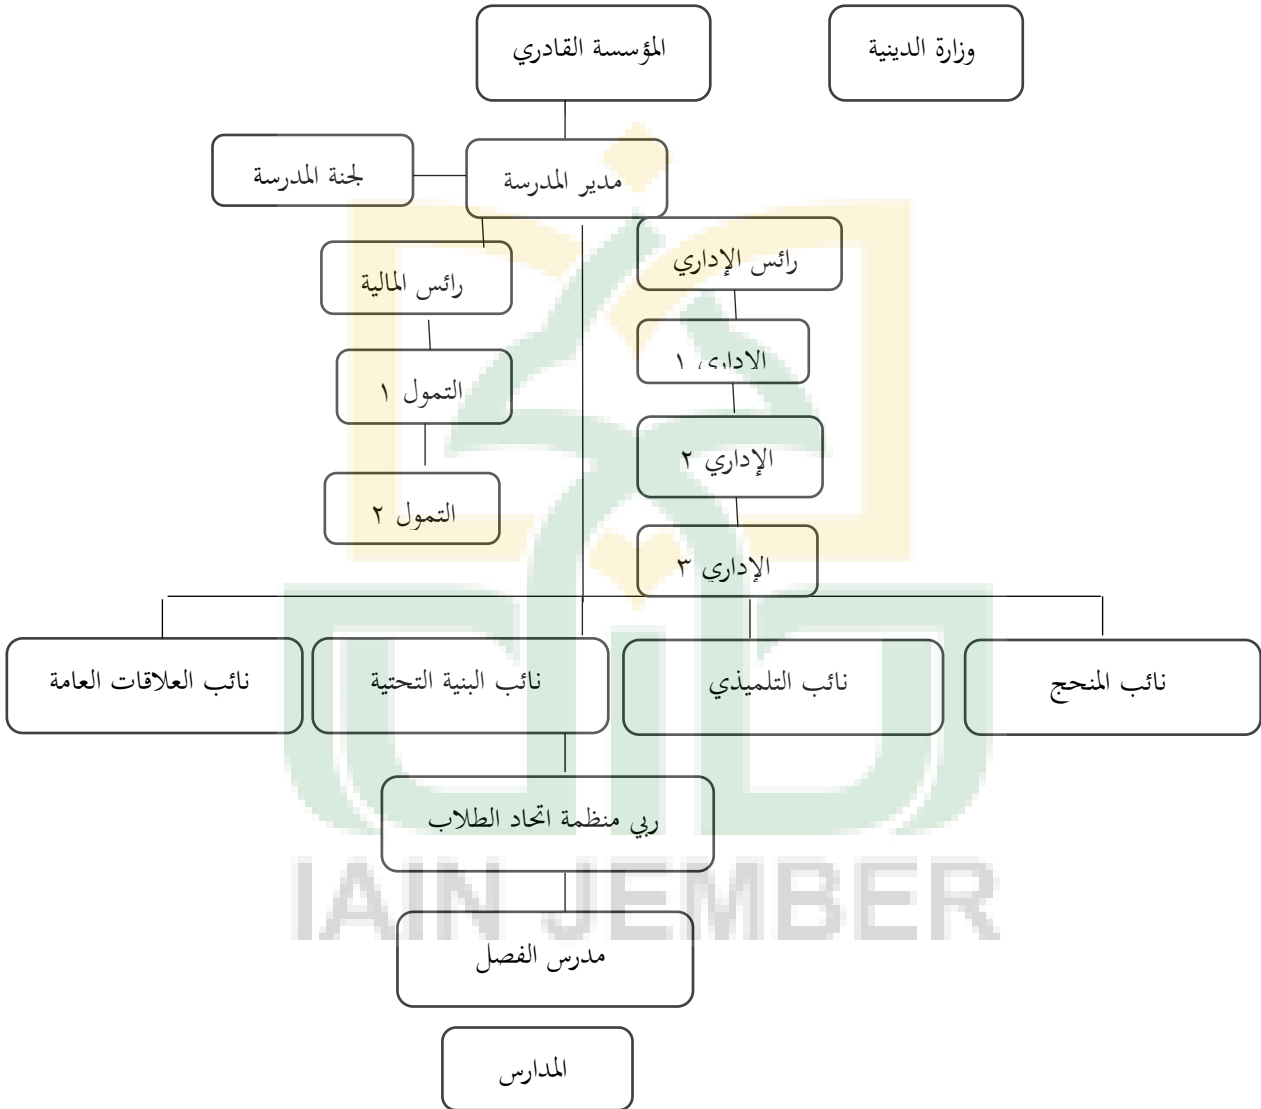 وزارة الدينية
المؤسسة القادري
مدير المدرسة
لجنة المدرسة
رائس الإداري
رائس المالية
الإداري ١
التمول ١
الإداري ٢
التمول ٢
الإداري ٣
نائب المنحج
نائب التلميذي
نائب البنية التحتية
نائب العلاقات العامة
ربي منظمة اتحاد الطلاب
IAIN JEMBER
مدرس الفصل
المدارس